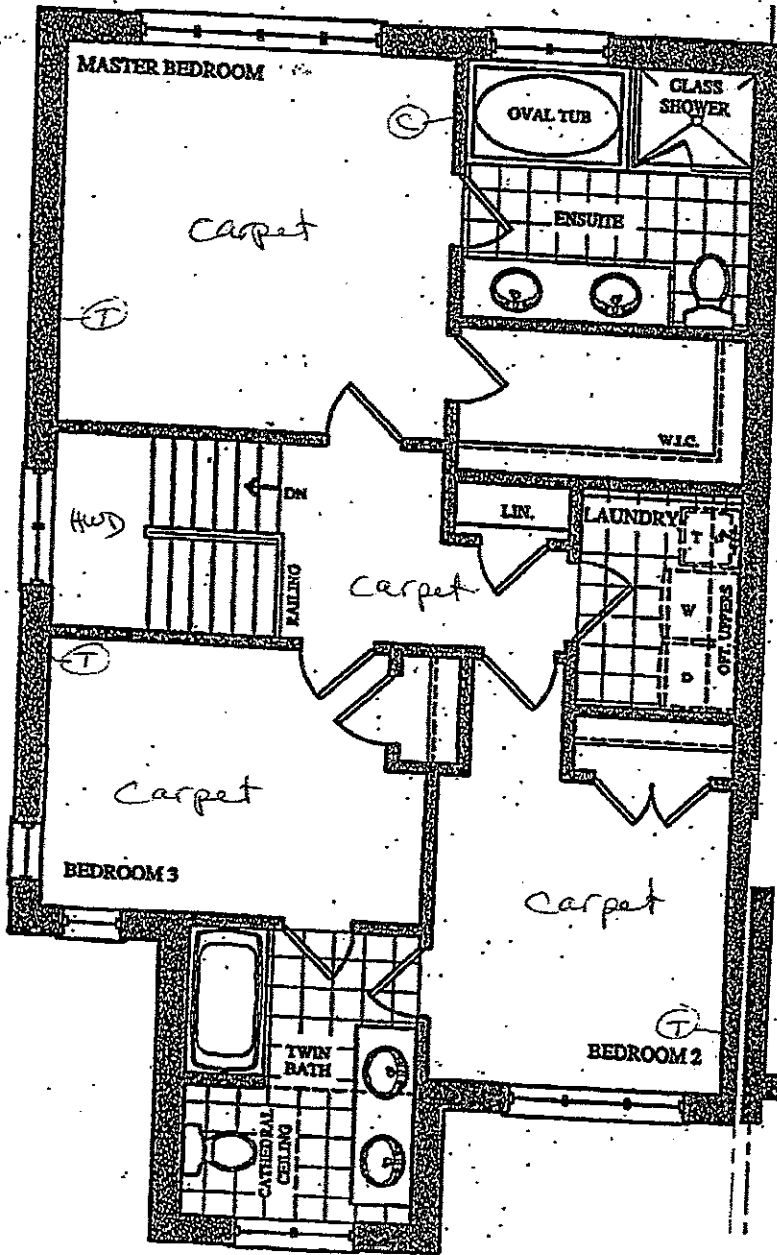 MASTER BEDROOM
GLASS
SHOWER
OVAL TUB
C
Carpet
ENSUITE
T
W.I.C.
DN
LIN.
LAUNDRY
T
HWD
RAILING
Carpet
W
OPT. UPPERS
D
T
Carpet
BEDROOM 3
Carpet
T
BEDROOM 2
TWIN
BATH
CATHEDRAL
CEILING